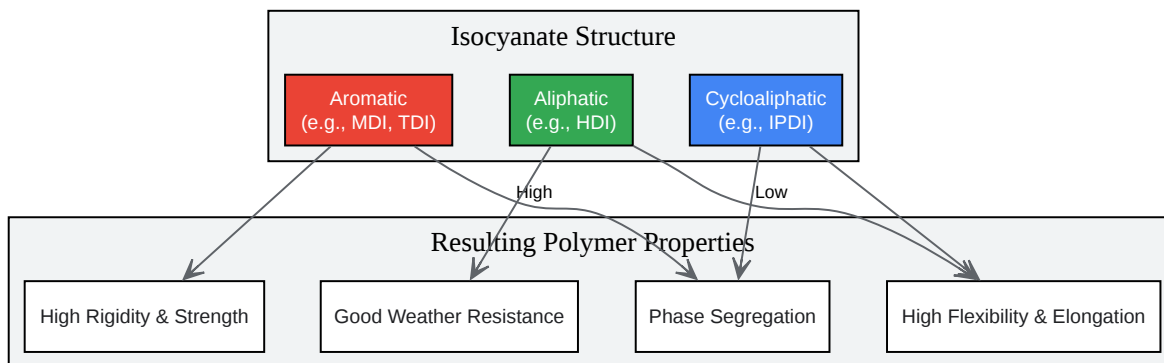 Isocyanate Structure
Aromatic
(e.g., MDI, TDI)
Aliphatic
(e.g., HDI)
Cycloaliphatic
(e.g., IPDI)
High
Low
Resulting Polymer Properties
High Rigidity & Strength
Good Weather Resistance
Phase Segregation
High Flexibility & Elongation